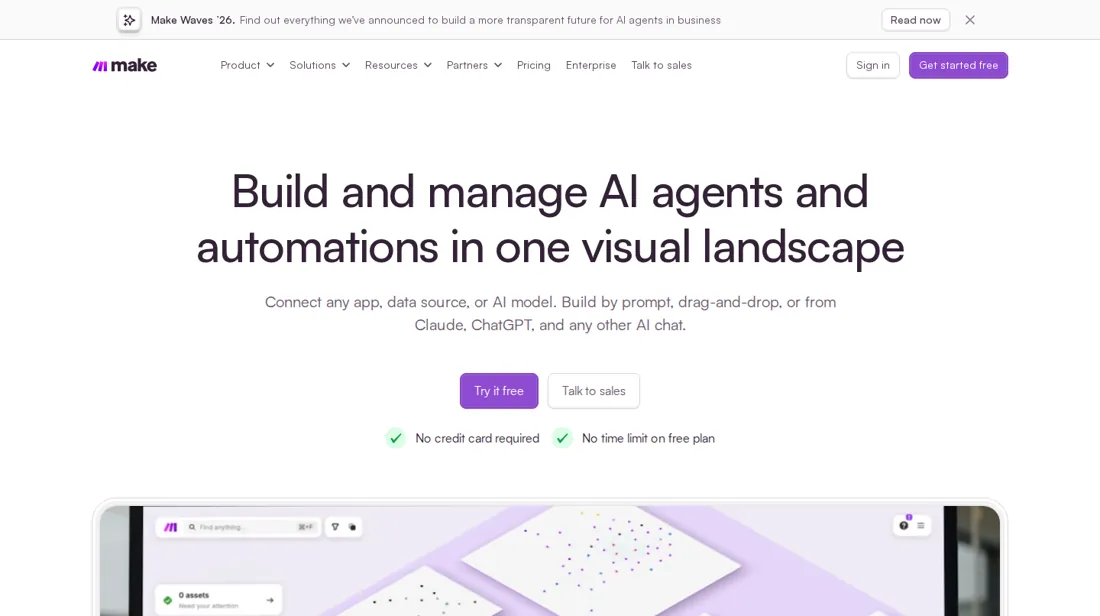 Make Waves '26. Find out everything we've announced to build a more transparent future for AI agents in business
Read now
make
Product
Solutions
Resources
Partners
Pricing
Enterprise
Talk to sales
Sign in
Get started free
Build and manage AI agents and
automations in one visual landscape
Connect any app, data source, or AI model. Build by prompt, drag-and-drop, or from
Claude, ChatGPT, and any other AI chat.
Try it free
Talk to sales
No credit card required
No time limit on free plan
Find anything...
⌘+F
0 assets
Need your attention